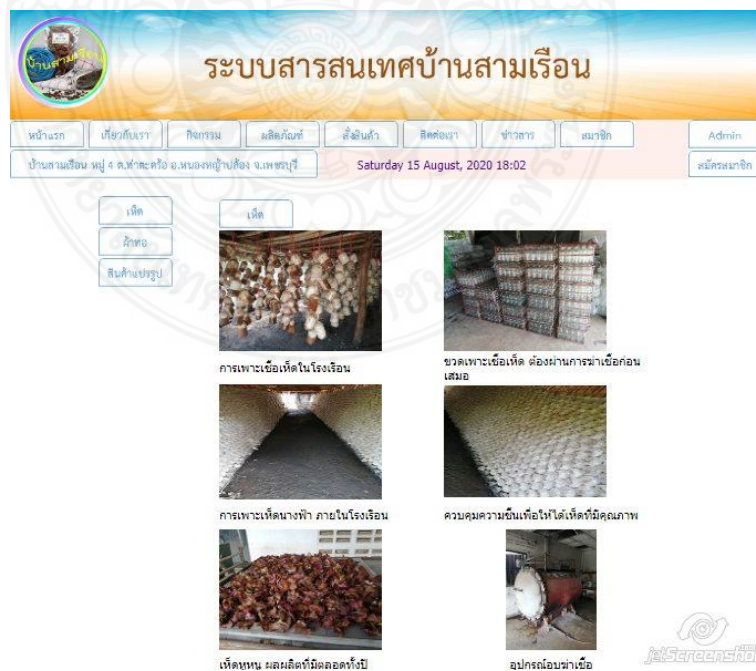 บ้านสามเรือน
ระบบสารสนเทศบ้านสามเรือน
หน้าแรก
เกี่ยวกับเรา
กิจกรรม
ผลิตภัณฑ์
สั่งสินค้า
ติดต่อเรา
ข่าวสาร
สมาชิก
Admin
บ้านสามเรือน หมู่ 4 ต.ท่าตะคร้อ อ.หนองหญ้าปล้อง จ.เพชรบุรี
Saturday 15 August, 2020 18:02
สมัครสมาชิก
เห็ด
ผ้าทอ
สินค้าแปรรูป
เห็ด
การเพาะเชื้อเห็ดในโรงเรือน
ขวดเพาะเชื้อเห็ด ต้องผ่านการฆ่าเชื้อก่อน
เสมอ
การเพาะเห็ดนางฟ้า ภายในโรงเรือน
ควบคุมความชื้นเพื่อให้ได้เห็ดที่มีคุณภาพ
เห็ดหูหนู ผลผลิตที่มีตลอดทั้งปี
อุปกรณ์อบฆ่าเชื้อ